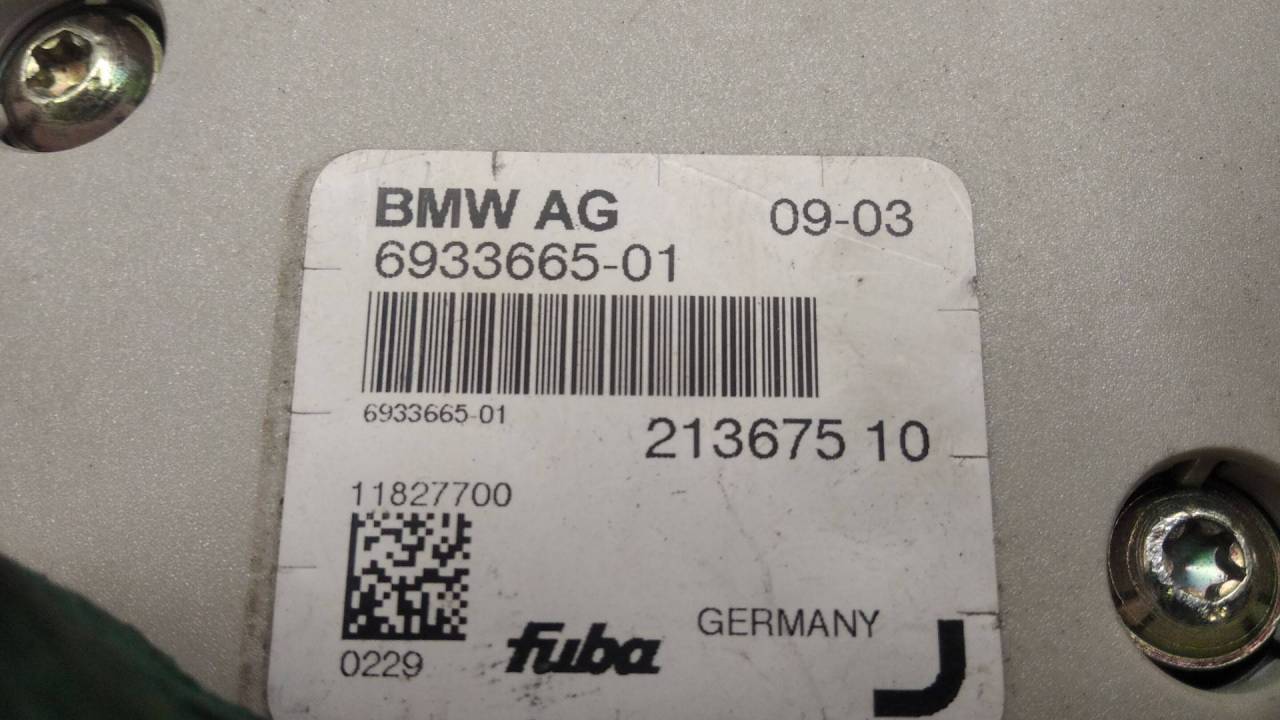 BMW AG 09-03
6933665-01
6933665-01
213675 10
11827700
0229
fuba
GERMANY
J